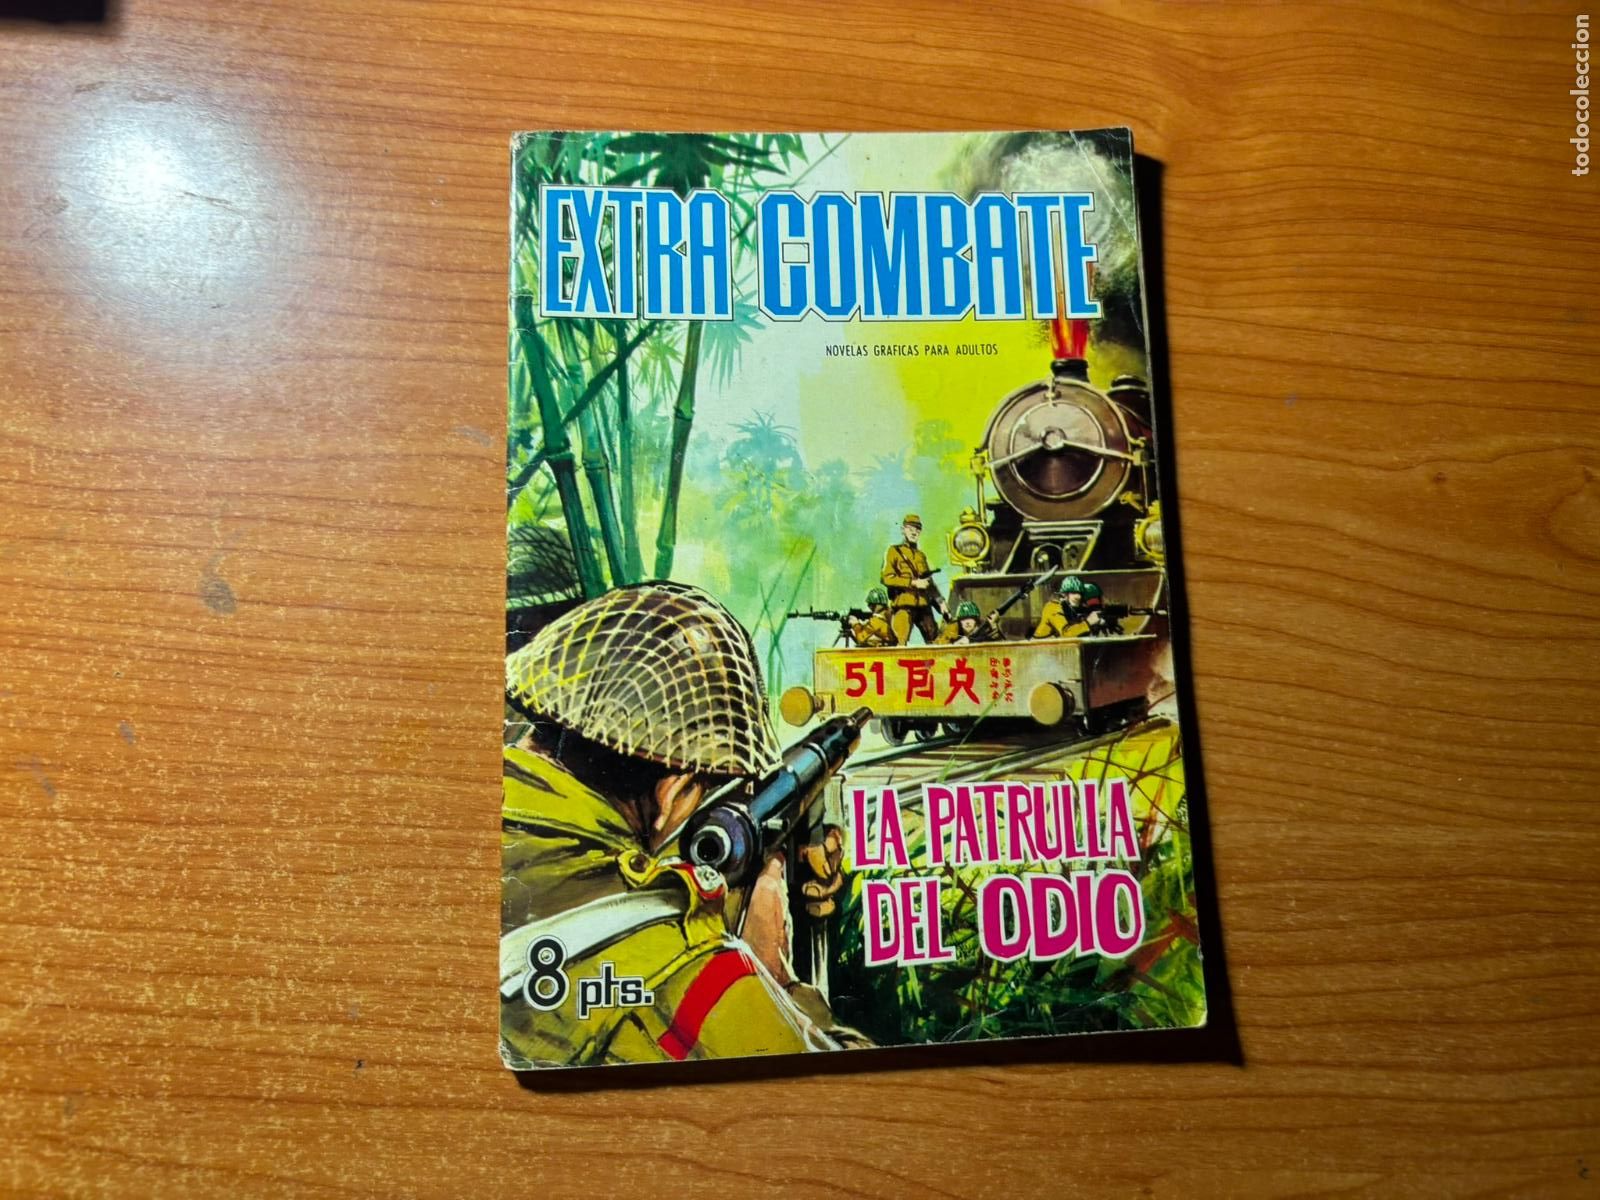 EXTRA COMBATE
NOVELAS GRAFICAS PARA ADULTOS
51
LA PATRULLA
DEL ODIO
8 pts.
todocoleccion